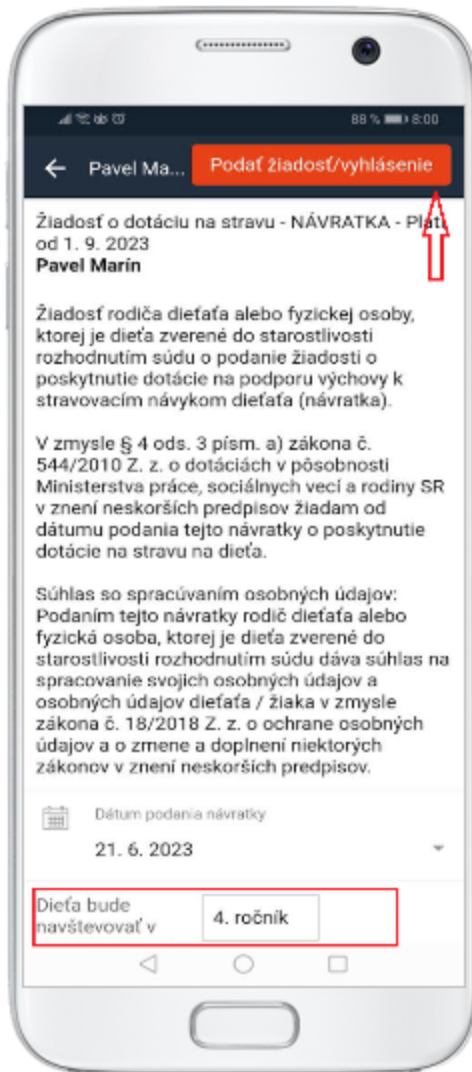 88 % 8:00
Pavel Ma...
Podať žiadosť/vyhlásenie
Žiadosť o dotáciu na stravu - NÁVRATKA - Platí
od 1. 9. 2023
Pavel Marín
Žiadosť rodiča dieťaťa alebo fyzickej osoby,
ktorej je dieťa zverené do starostlivosti
rozhodnutím súdu o podanie žiadosti o
poskytnutie dotácie na podporu výchovy k
stravovacím návykom dieťaťa (návratka).
V zmysle § 4 ods. 3 písm. a) zákona č.
544/2010 Z. z. o dotáciách v pôsobnosti
Ministerstva práce, sociálnych vecí a rodiny SR
v znení neskorších predpisov žiadam od
dátumu podania tejto návratky o poskytnutie
dotácie na stravu na dieťa.
Súhlas so spracúvaním osobných údajov:
Podaním tejto návratky rodič dieťaťa alebo
fyzická osoba, ktorej je dieťa zverené do
starostlivosti rozhodnutím súdu dáva súhlas na
spracovanie svojich osobných údajov a
osobných údajov dieťaťa / žiaka v zmysle
zákona č. 18/2018 Z. z. o ochrane osobných
údajov a o zmene a doplnení niektorých
zákonov v znení neskorších predpisov.
Dátum podania návratky
21. 6. 2023
Dieťa bude
navštevovať v
4. ročník